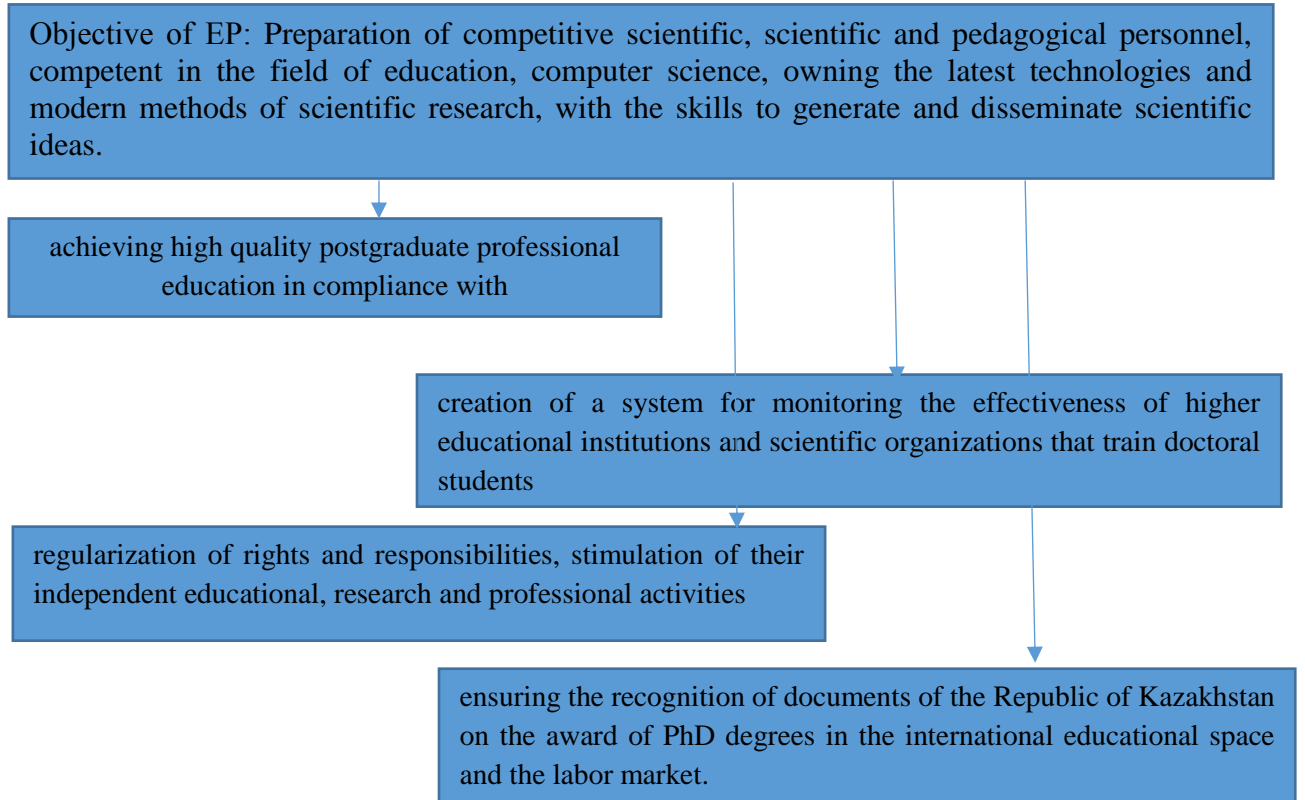 Objective of EP: Preparation of competitive scientific, scientific and pedagogical personnel,
competent in the field of education, computer science, owning the latest technologies and
modern methods of scientific research, with the skills to generate and disseminate scientific
ideas.
achieving high quality postgraduate professional
education in compliance with
creation of a system for monitoring the effectiveness of higher
educational institutions and scientific organizations that train doctoral
students
regularization of rights and responsibilities, stimulation of their
independent educational, research and professional activities
ensuring the recognition of documents of the Republic of Kazakhstan
on the award of PhD degrees in the international educational space
and the labor market.